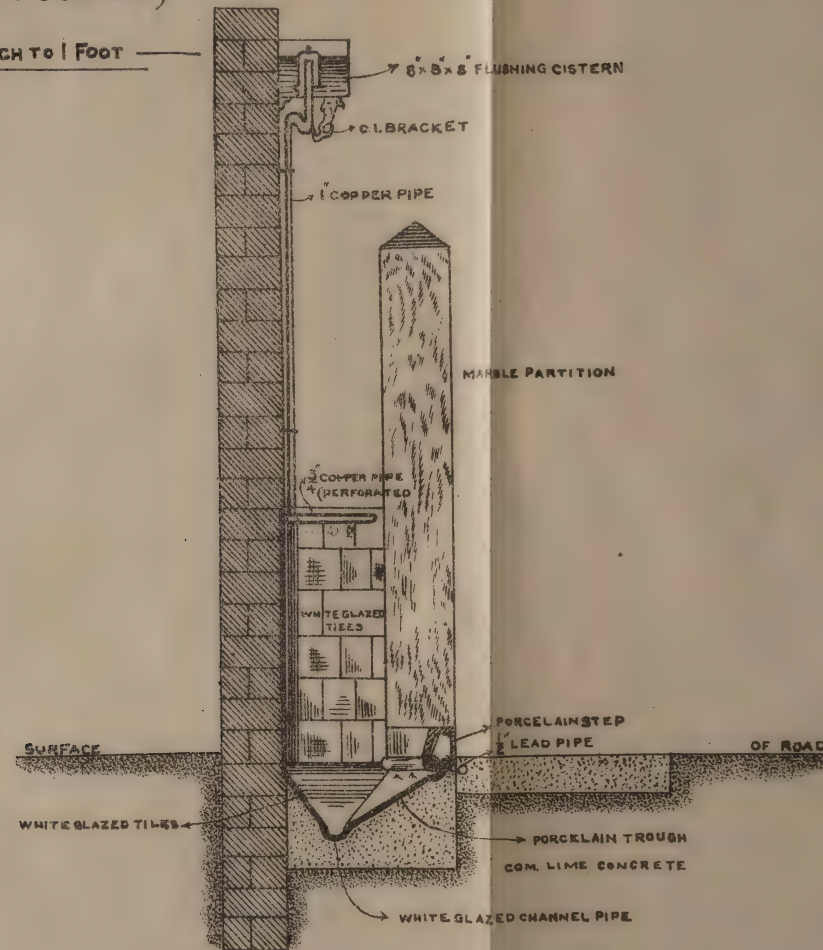 CH TO 1 FOOT
8"x 8"x 8" FLUSHING CISTERN
C.I. BRACKET
1" COPPER PIPE
MARBLE PARTITION
3/4" COPPER PIPE
(PERFORATED
WHITE GLAZED
TILES
PORCELAIN STEP
1/2" LEAD PIPE
SURFACE
OF ROAD
WHITE GLAZED TILES
PORCELAIN TROUGH
COM. LIME CONCRETE
WHITE GLAZED CHANNEL PIPE